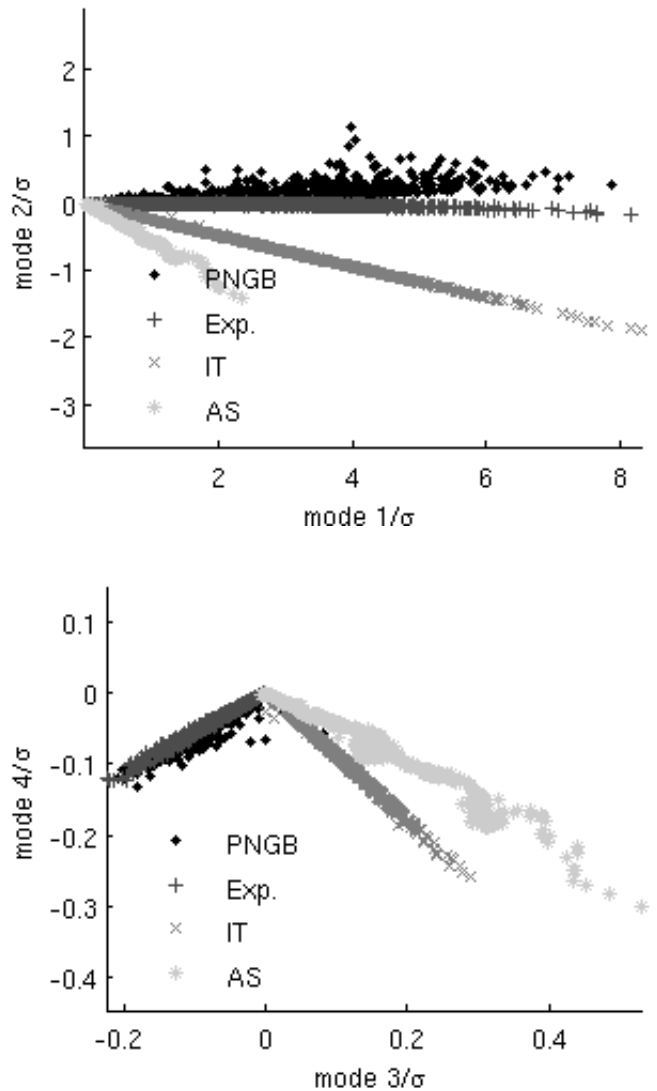 2
1
0
-1
-2
-3
mode 2/σ
PNGB
Exp.
IT
AS
2 4 6 8
mode 1/σ
0.1
0
-0.1
-0.2
-0.3
-0.4
mode 4/σ
PNGB
Exp.
IT
AS
-0.2 0 0.2 0.4
mode 3/σ